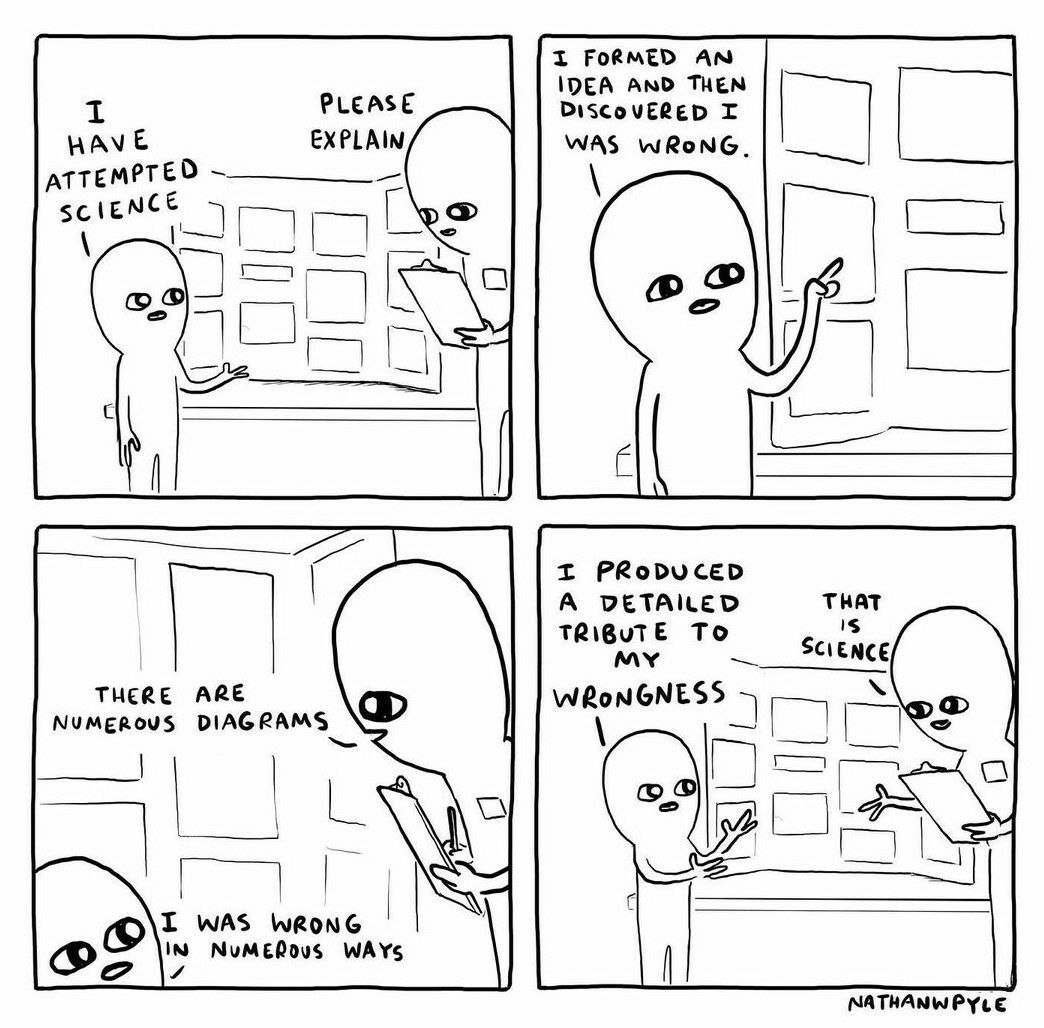 I
HAVE
ATTEMPTED
SCIENCE
PLEASE
EXPLAIN
I FORMED AN
IDEA AND THEN
DISCOVERED I
WAS WRONG.
THERE ARE
NUMEROUS DIAGRAMS
I WAS WRONG
IN NUMEROUS WAYS
I PRODUCED
A DETAILED
TRIBUTE TO
MY
WRONGNESS
THAT
IS
SCIENCE
NATHANWPYLE